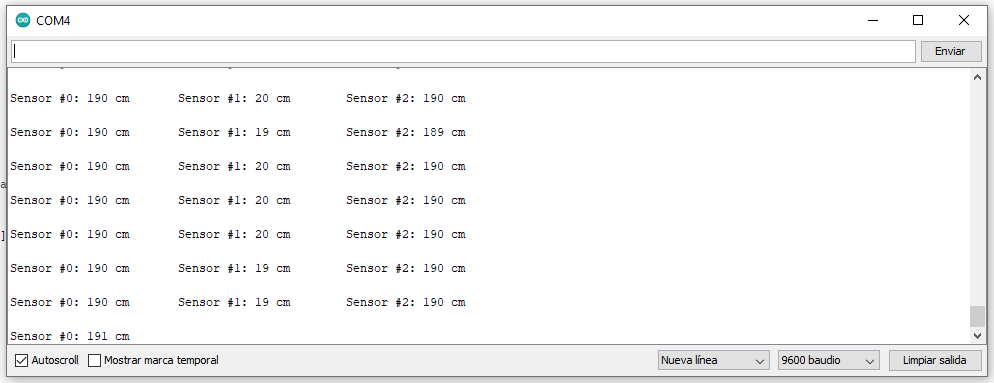 COM4
Enviar
Sensor #0: 190 cm Sensor #1: 20 cm Sensor #2: 190 cm
Sensor #0: 190 cm Sensor #1: 19 cm Sensor #2: 189 cm
Sensor #0: 190 cm Sensor #1: 20 cm Sensor #2: 190 cm
Sensor #0: 190 cm Sensor #1: 20 cm Sensor #2: 190 cm
Sensor #0: 190 cm Sensor #1: 20 cm Sensor #2: 190 cm
Sensor #0: 190 cm Sensor #1: 19 cm Sensor #2: 190 cm
Sensor #0: 190 cm Sensor #1: 19 cm Sensor #2: 190 cm
Sensor #0: 191 cm
Autoscroll Mostrar marca temporal Nueva línea 9600 baudio Limpiar salida